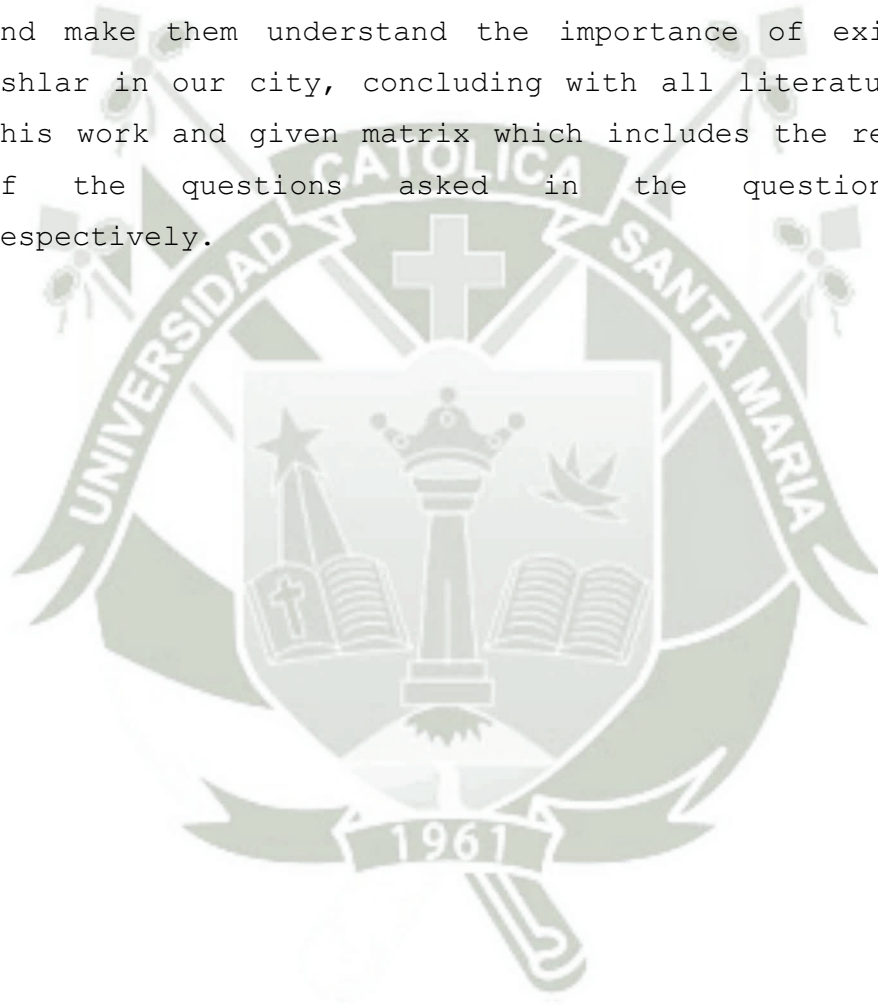 nd make them understand the importance of exi
shlar in our city, concluding with all literatu
his work and given matrix which includes the re
f the questions asked in the question
espectively.
UNIVERSIDAD CATOLICA SANTA MARIA
1961